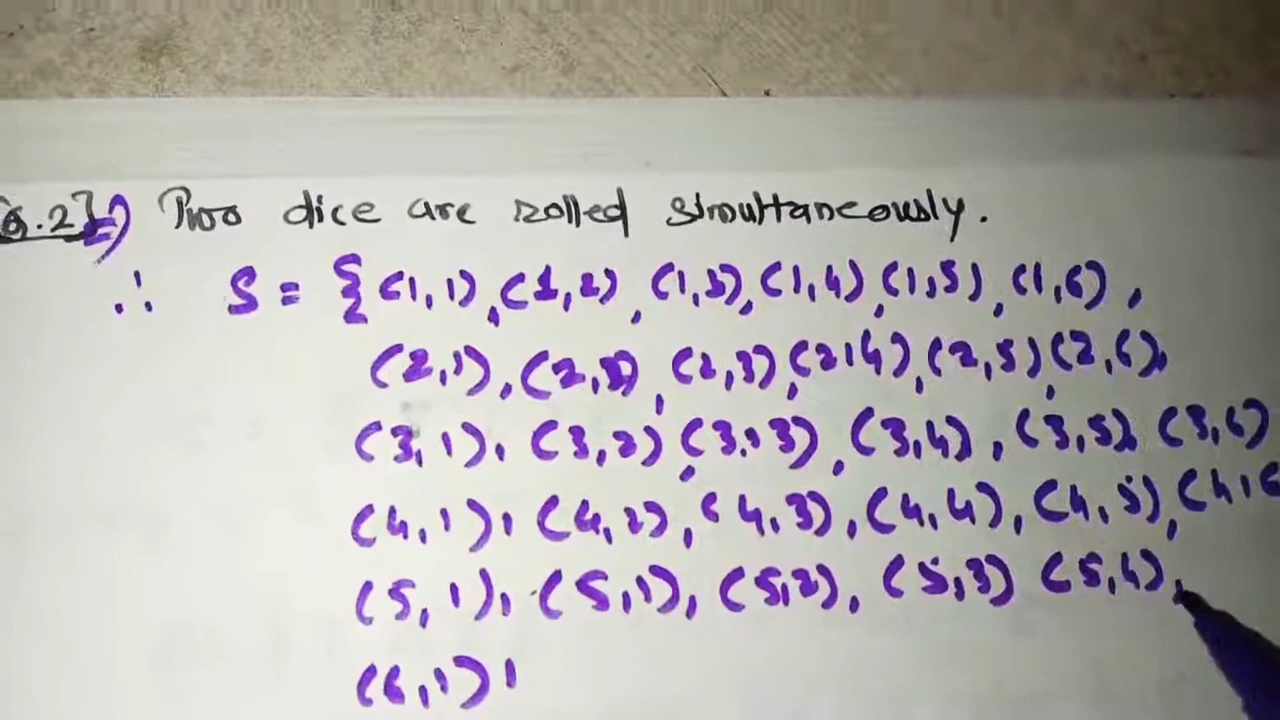 Q.2] => Two dice are rolled simultaneously.
∴ S = {(1,1), (1,2), (1,3), (1,4), (1,5), (1,6),
(2,1), (2,2), (2,3), (2,4), (2,5), (2,6),
(3,1), (3,2), (3,3), (3,4), (3,5), (3,6)
(4,1), (4,2), (4,3), (4,4), (4,5), (4,6
(5,1), (5,1), (5,2), (5,3) (5,4),
(6,1),